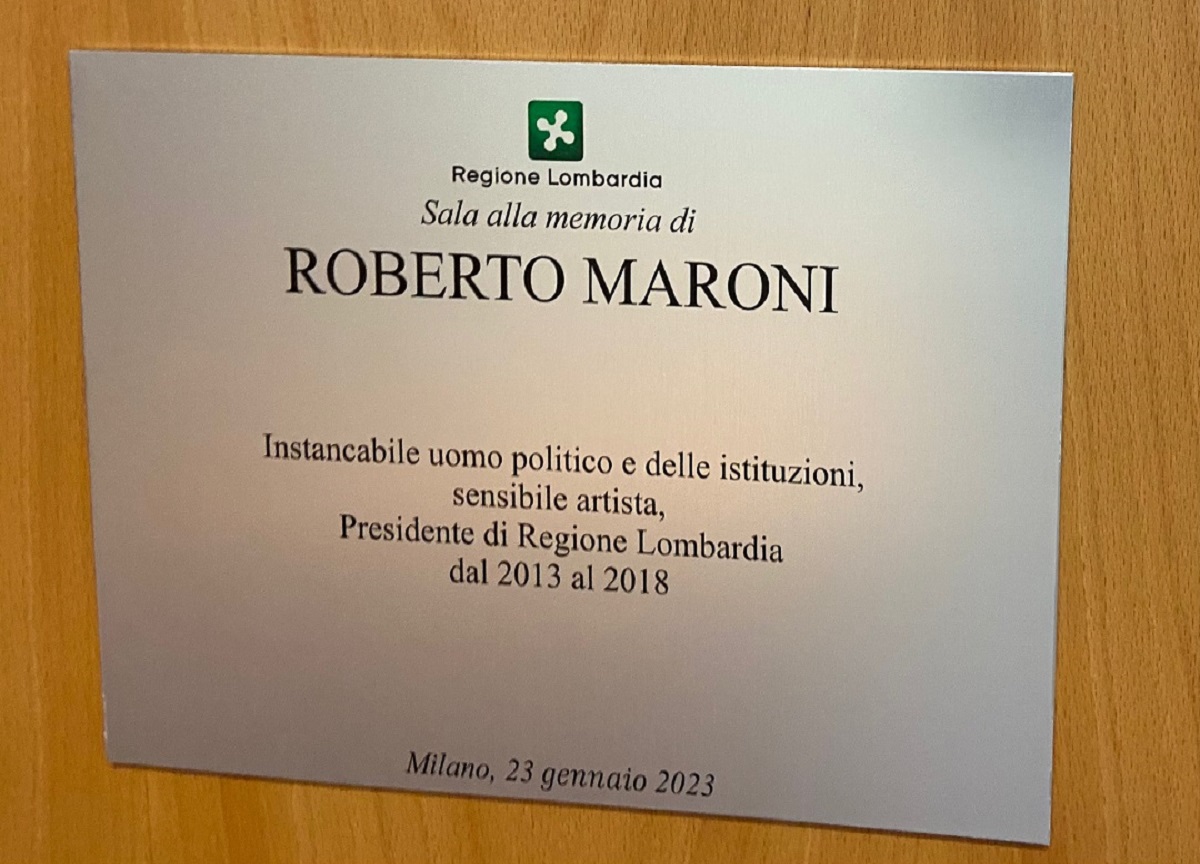 Regione Lombardia
Sala alla memoria di
ROBERTO MARONI
Instancabile uomo politico e delle istituzioni,
sensibile artista,
Presidente di Regione Lombardia
dal 2013 al 2018
Milano, 23 gennaio 2023